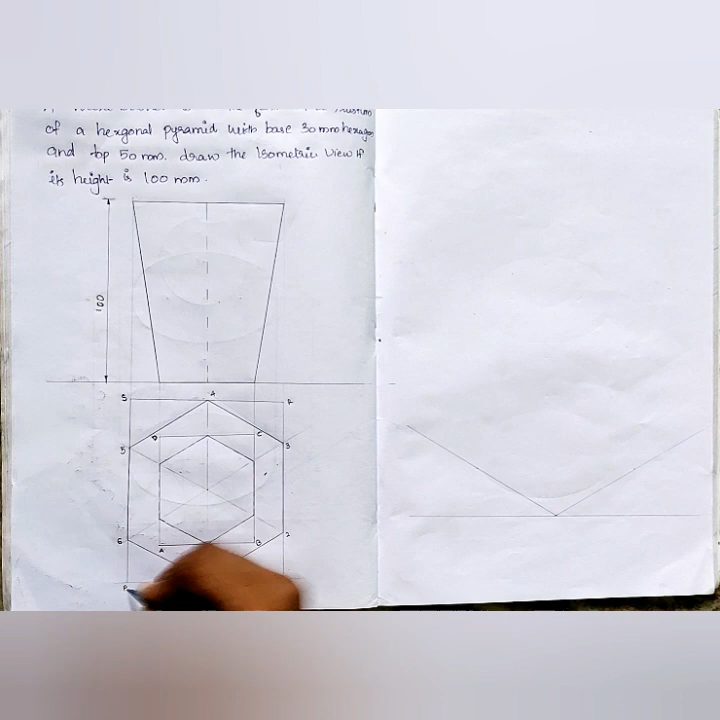 of a hexgonal pyramid with base 30 mm hexagon
and top 50 mm. draw the Isometric View if
its height is 100 mm.
100
S 4 R
5 D C 3
6 A B 2
P